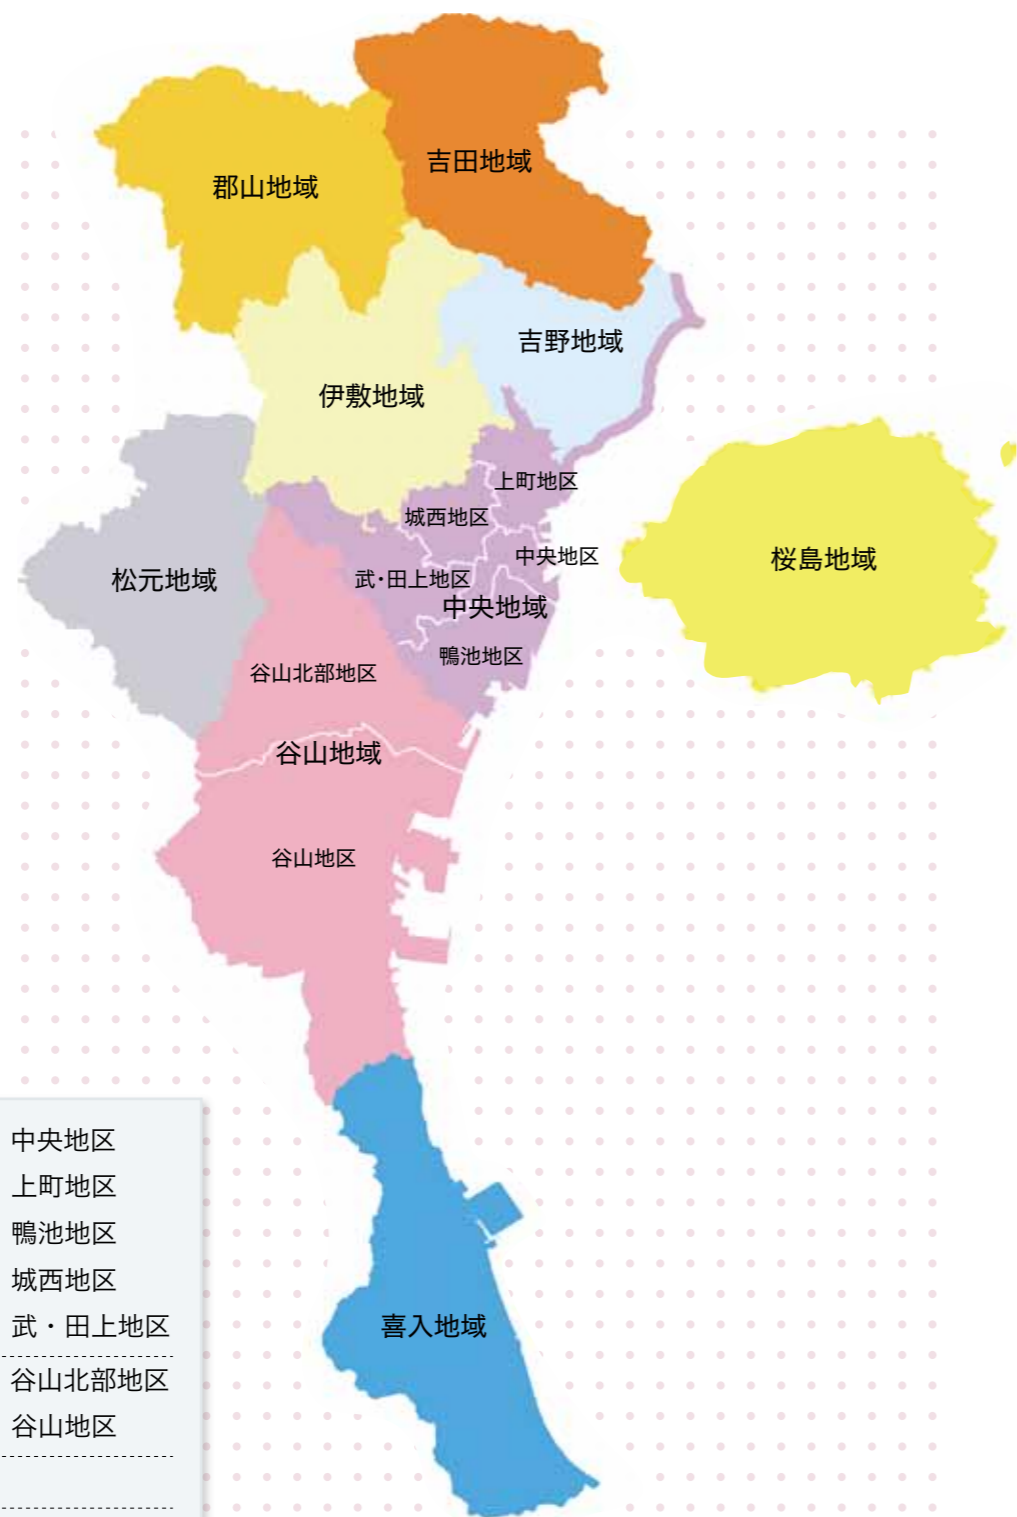 吉田地域
郡山地域
吉野地域
伊敷地域
上町地区
城西地区
中央地区
桜島地域
武・田上地区
松元地域
中央地域
鴨池地区
谷山北部地区
谷山地域
谷山地区
中央地区
上町地区
鴨池地区
城西地区
武・田上地区
谷山北部地区
谷山地区
喜入地域